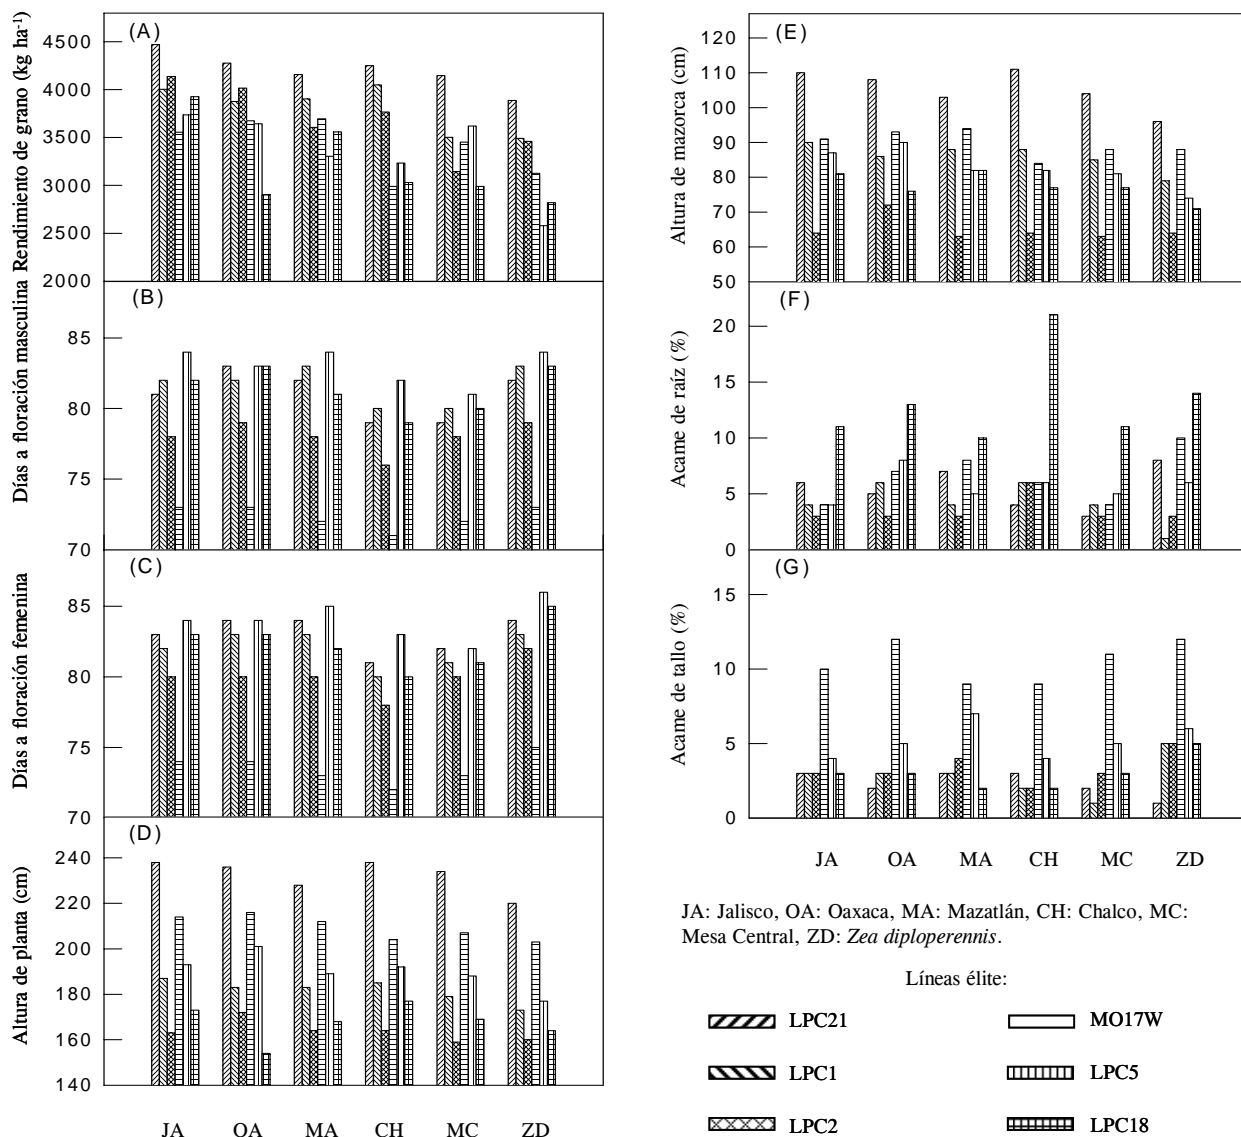 (A)
Rendimiento de grano (kg ha⁻¹)
4500
4000
3500
3000
2500
2000
(B)
Días a floración masculina
85
80
75
70
(C)
Días a floración femenina
85
80
75
70
(D)
Altura de planta (cm)
240
220
200
180
160
140
JA OA MA CH MC ZD
(E)
Altura de mazorca (cm)
120
110
100
90
80
70
60
50
(F)
Acame de raíz (%)
20
15
10
5
0
(G)
Acame de tallo (%)
15
10
5
0
JA OA MA CH MC ZD
JA: Jalisco, OA: Oaxaca, MA: Mazatlán, CH: Chalco, MC:
Mesa Central, ZD: Zea diploperennis.
Líneas élite:
LPC21 MO17W
LPC1 LPC5
LPC2 LPC18